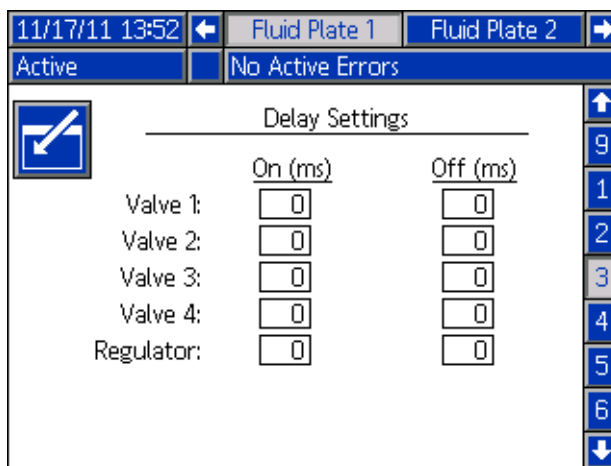 11/17/11 13:52 Fluid Plate 1 Fluid Plate 2
Active No Active Errors
Delay Settings
On (ms) Off (ms)
Valve 1: 0 0
Valve 2: 0 0
Valve 3: 0 0
Valve 4: 0 0
Regulator: 0 0
9
1
2
3
4
5
6